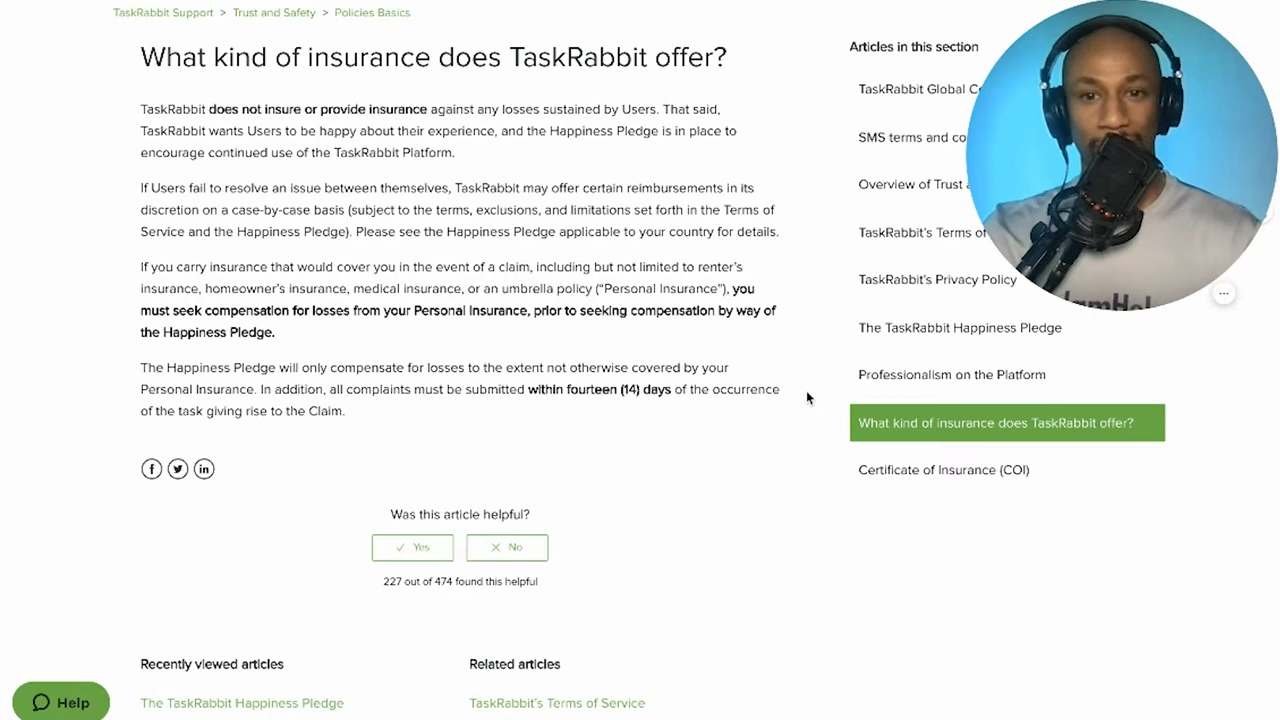 TaskRabbit Support > Trust and Safety > Policies Basics
What kind of insurance does TaskRabbit offer?
TaskRabbit does not insure or provide insurance against any losses sustained by Users. That said,
TaskRabbit wants Users to be happy about their experience, and the Happiness Pledge is in place to
encourage continued use of the TaskRabbit Platform.
If Users fail to resolve an issue between themselves, TaskRabbit may offer certain reimbursements in its
discretion on a case-by-case basis (subject to the terms, exclusions, and limitations set forth in the Terms of
Service and the Happiness Pledge). Please see the Happiness Pledge applicable to your country for details.
If you carry insurance that would cover you in the event of a claim, including but not limited to renter's
insurance, homeowner's insurance, medical insurance, or an umbrella policy (“Personal Insurance”), you
must seek compensation for losses from your Personal Insurance, prior to seeking compensation by way of
the Happiness Pledge.
The Happiness Pledge will only compensate for losses to the extent not otherwise covered by your
Personal Insurance. In addition, all complaints must be submitted within fourteen (14) days of the occurrence
of the task giving rise to the Claim.
Was this article helpful?
Yes
No
227 out of 474 found this helpful
Recently viewed articles
The TaskRabbit Happiness Pledge
Related articles
TaskRabbit's Terms of Service
Articles in this section
TaskRabbit Global
SMS terms and
Overview of Trust
TaskRabbit's Terms of
TaskRabbit's Privacy Policy
The TaskRabbit Happiness Pledge
Professionalism on the Platform
What kind of insurance does TaskRabbit offer?
Certificate of Insurance (COI)
Help